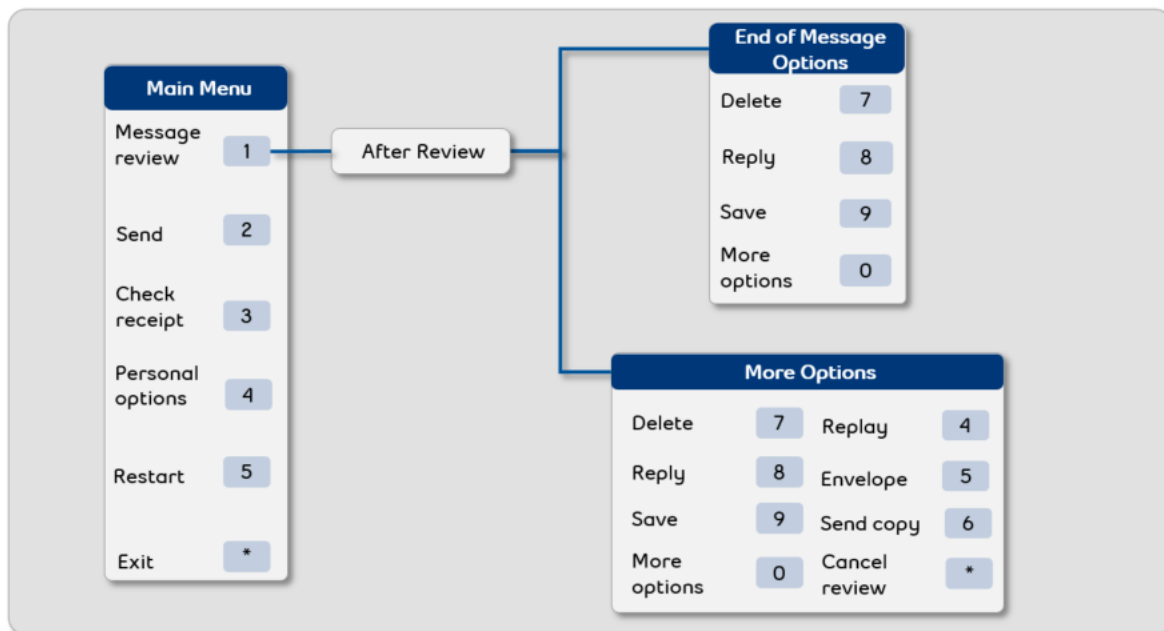 Main Menu
Message
review
1
Send
2
Check
receipt
3
Personal
options
4
Restart
5
Exit
*
After Review
End of Message
Options
Delete
7
Reply
8
Save
9
More
options
0
More Options
Delete
7
Replay
4
Reply
8
Envelope
5
Save
9
Send copy
6
More
options
0
Cancel
review
*